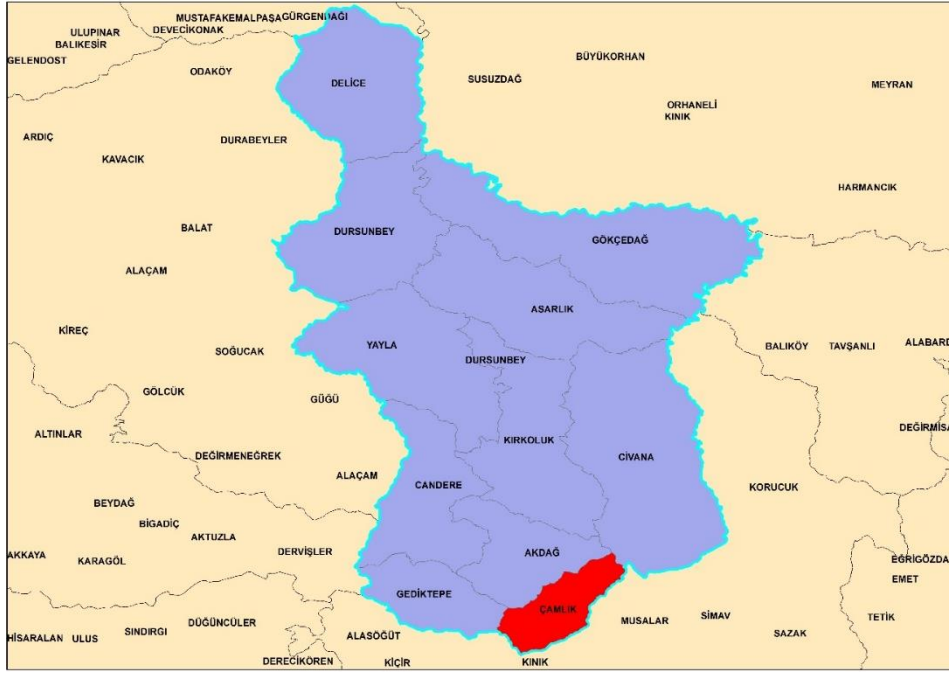 MUSTAFAKEMALPAŞA
GÜRGENDAĞI
ULUPINAR
DEVECİKONAK
BALIKESİR
GELENDOST
BÜYÜKORHAN
ODAKÖY
SUSUZDAĞ
DELİCE
MEYRAN
ORHANELİ
KINIK
ARDIÇ
DURABEYLER
KAVACIK
HARMANCIK
BALAT
DURSUNBEY
GÖKÇEDAĞ
ALAÇAM
ASARLIK
KİREÇ
YAYLA
BALIKÖY
TAVŞANLI
ALABARD
SOĞUCAK
DURSUNBEY
GÖLCÜK
GÜĞÜ
ALTINLAR
DEĞİRMİSA
KIRKOLUK
DEĞİRMENEĞREK
CİVANA
ALAÇAM
CANDERE
KORUCUK
BEYDAĞ
BİGADİÇ
AKTUZLA
AKKAYA
KARAGÖL
DERVİŞLER
AKDAĞ
EĞRİGÖZDA
EMET
GEDİKTEPE
ÇAMLIK
MUSALAR
SİMAV
TETİK
HİSARALAN
ULUS
SINDIRGI
DÜĞÜNCÜLER
ALASÖĞÜT
SAZAK
DERECİKÖREN
KİÇİR
KINIK